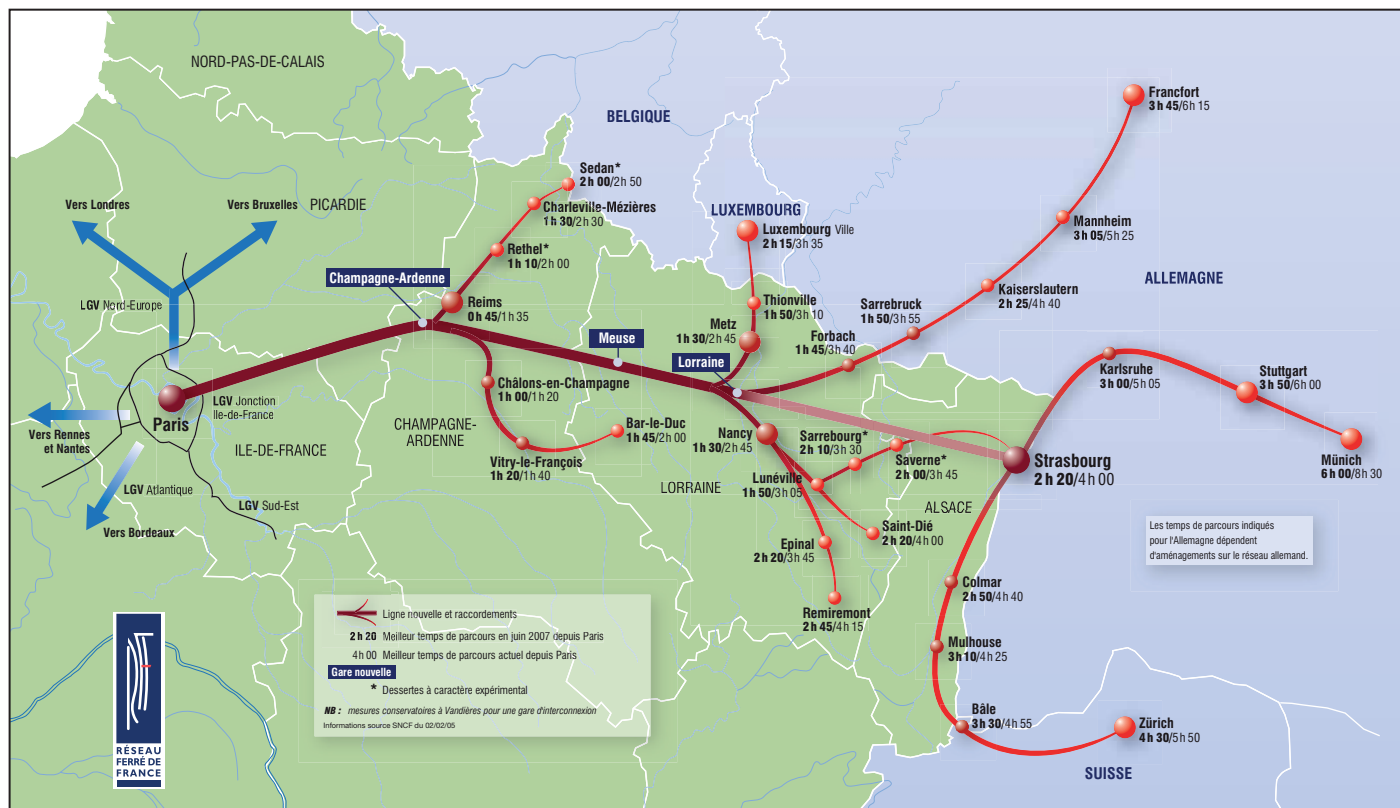 NORD-PAS-DE-CALAIS
BELGIQUE
Francfort
3 h 45/6 h 15
Sedan*
2 h 00/2 h 50
Vers Londres
Vers Bruxelles
PICARDIE
Charleville-Mézières
1 h 30/2 h 30
LUXEMBOURG
Luxembourg Ville
2 h 15/3 h 35
Mannheim
3 h 05/5 h 25
Rethel*
1 h 10/2 h 00
Champagne-Ardenne
ALLEMAGNE
Kaiserslautern
2 h 25/4 h 40
LGV Nord-Europe
Reims
0 h 45/1 h 35
Thionville
1 h 50/3 h 10
Sarrebruck
1 h 50/3 h 55
Metz
1 h 30/2 h 45
Meuse
Forbach
1 h 45/3 h 40
Lorraine
Karlsruhe
3 h 00/5 h 05
Stuttgart
3 h 50/6 h 00
Châlons-en-Champagne
1 h 00/1 h 20
LGV Jonction
Ile-de-France
Paris
Vers Rennes
et Nantes
CHAMPAGNE-
ARDENNE
Bar-le-Duc
1 h 45/2 h 00
Nancy
1 h 30/2 h 45
Sarrebourg*
2 h 10/3 h 30
Saverne*
2 h 00/3 h 45
Strasbourg
2 h 20/4 h 00
Münich
6 h 00/8 h 30
ILE-DE-FRANCE
Vitry-le-François
1 h 20/1 h 40
LORRAINE
Lunéville
1 h 50/3 h 05
ALSACE
LGV Atlantique
LGV Sud-Est
Vers Bordeaux
Saint-Dié
2 h 20/4 h 00
Epinal
2 h 20/3 h 45
Les temps de parcours indiqués
pour l'Allemagne dépendent
d'aménagements sur le réseau allemand.
Colmar
2 h 50/4 h 40
Remiremont
2 h 45/4 h 15
Mulhouse
3 h 10/4 h 25
Bâle
3 h 30/4 h 55
Zürich
4 h 30/5 h 50
SUISSE
Ligne nouvelle et raccordements
2 h 20 Meilleur temps de parcours en juin 2007 depuis Paris
4 h 00 Meilleur temps de parcours actuel depuis Paris
Gare nouvelle
* Dessertes à caractère expérimental
NB : mesures conservatoires à Vandières pour une gare d'interconnexion
Informations source SNCF du 02/02/05
RÉSEAU
FERRÉ DE
FRANCE